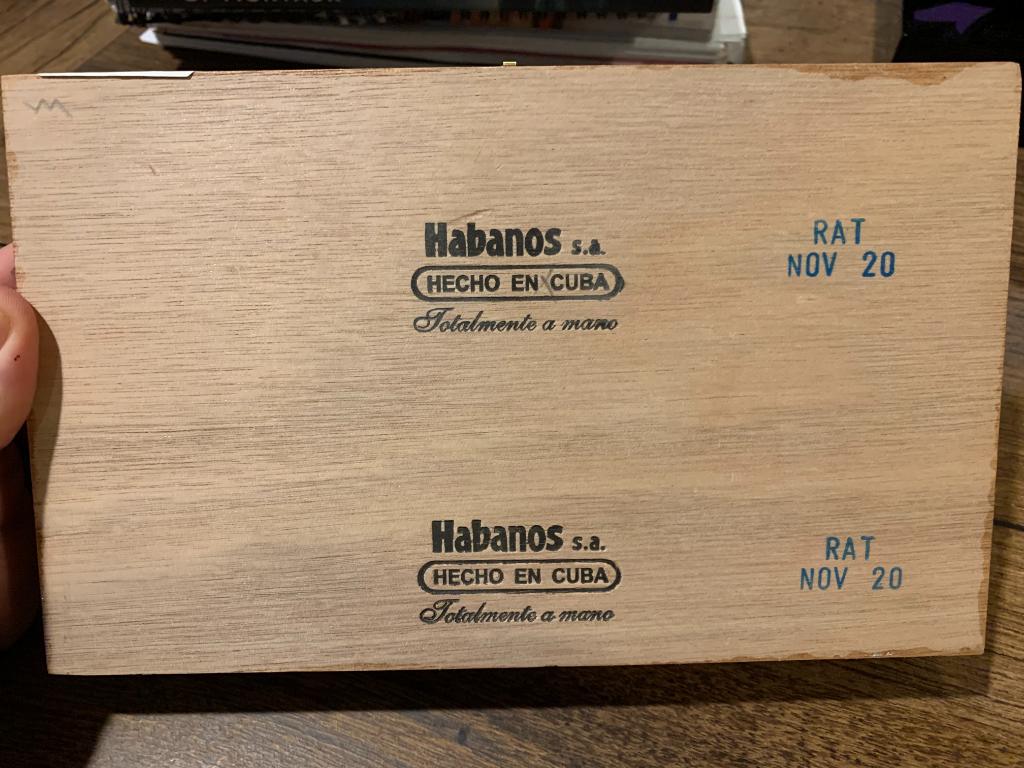 Habanos s.a.
HECHO EN CUBA
Totalmente a mano
RAT
NOV 20
Habanos s.a.
HECHO EN CUBA
Totalmente a mano
RAT
NOV 20